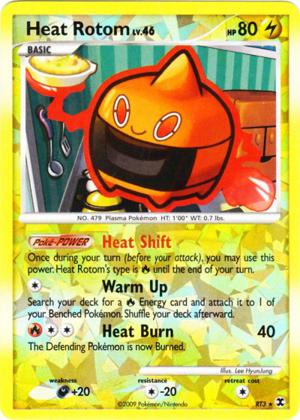 Heat Rotom LV.46 HP 80
BASIC
NO. 479 Plasma Pokémon HT: 1'00" WT: 0.7 lbs.
Poké-POWER Heat Shift
Once during your turn (before your attack), you may use this
power. Heat Rotom's type is until the end of your turn.
Warm Up
Search your deck for a Energy card and attach it to 1 of
your Benched Pokémon. Shuffle your deck afterward.
Heat Burn 40
The Defending Pokémon is now Burned.
Illus. Lee HyunJung
weakness resistance retreat cost
+20 -20
©2009 Pokémon/Nintendo RT3